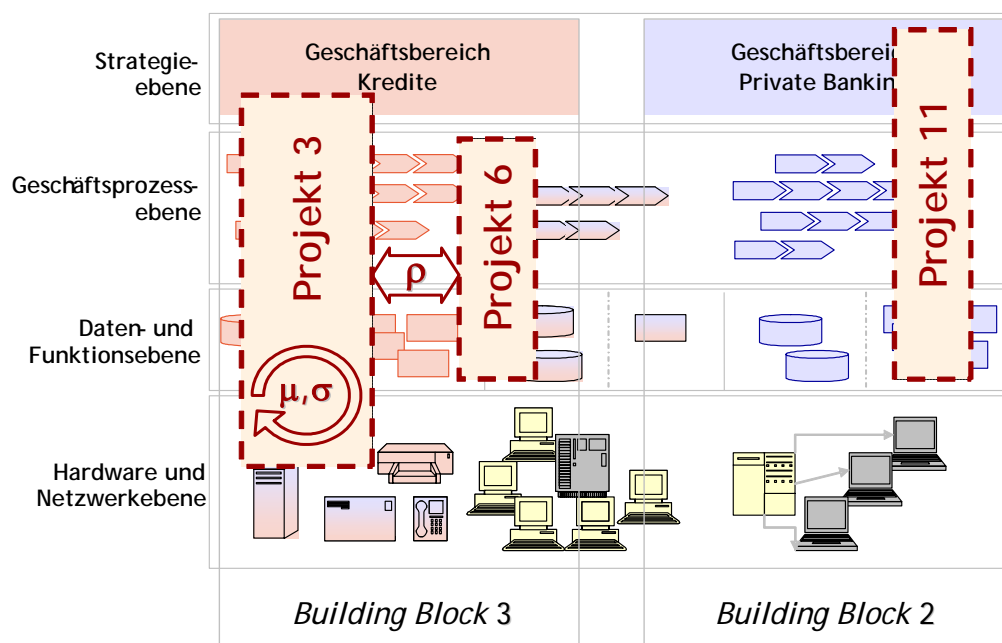 Strategie-
ebene
Geschäftsbereich
Kredite
Geschäftsbereic
Private Bankin
Geschäftsprozess-
ebene
Projekt 3
Projekt 6
Projekt 11
ρ
Daten- und
Funktionsebene
μ,σ
Hardware und
Netzwerkebene
Building Block 3
Building Block 2